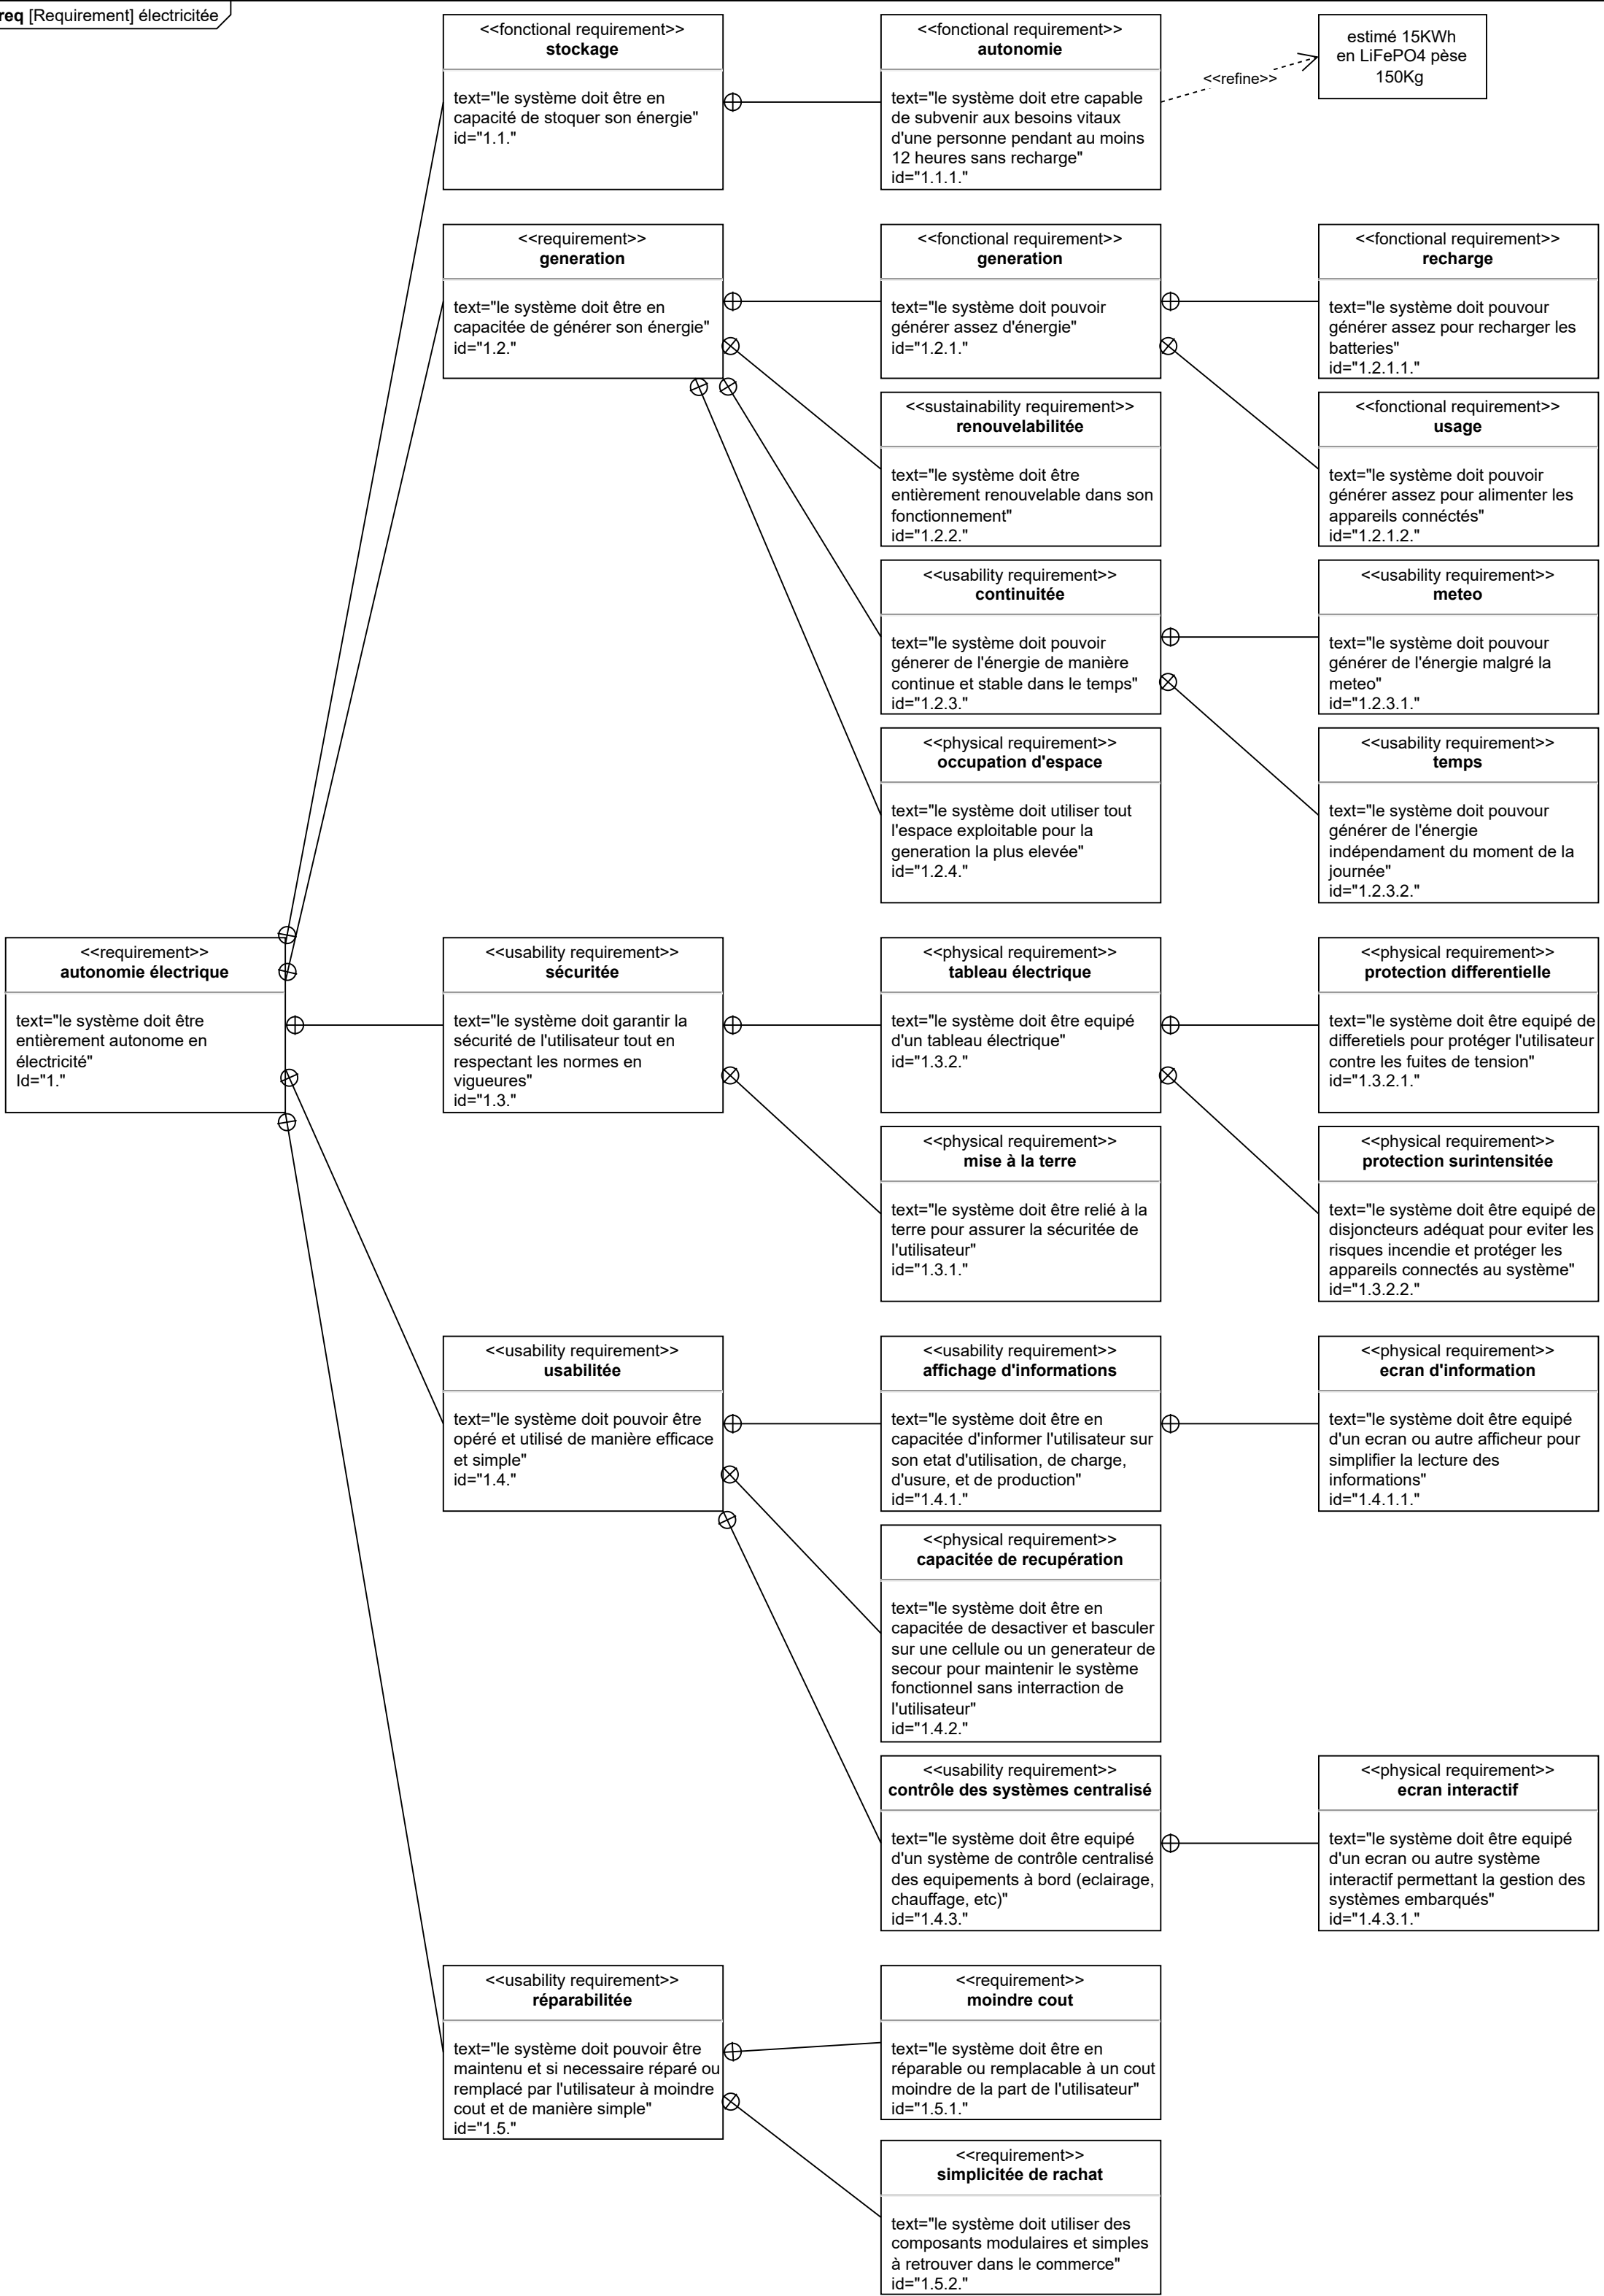 req [Requirement] électricitée
<<fonctional requirement>>
stockage
text="le système doit être en
capacité de stoquer son énergie"
id="1.1."
<<fonctional requirement>>
autonomie
text="le système doit etre capable
de subvenir aux besoins vitaux
d'une personne pendant au moins
12 heures sans recharge"
id="1.1.1."
<<refine>>
estimé 15KWh
en LiFePO4 pèse
150Kg
<<requirement>>
generation
text="le système doit être en
capacitée de générer son énergie"
id="1.2."
<<fonctional requirement>>
generation
text="le système doit pouvoir
générer assez d'énergie"
id="1.2.1."
<<fonctional requirement>>
recharge
text="le système doit pouvour
générer assez pour recharger les
batteries"
id="1.2.1.1."
<<sustainability requirement>>
renouvelabilitée
text="le système doit être
entièrement renouvelable dans son
fonctionnement"
id="1.2.2."
<<fonctional requirement>>
usage
text="le système doit pouvoir
générer assez pour alimenter les
appareils connéctés"
id="1.2.1.2."
<<usability requirement>>
continuitée
text="le système doit pouvoir
génerer de l'énergie de manière
continue et stable dans le temps"
id="1.2.3."
<<usability requirement>>
meteo
text="le système doit pouvour
générer de l'énergie malgré la
meteo"
id="1.2.3.1."
<<physical requirement>>
occupation d'espace
text="le système doit utiliser tout
l'espace exploitable pour la
generation la plus elevée"
id="1.2.4."
<<usability requirement>>
temps
text="le système doit pouvour
générer de l'énergie
indépendament du moment de la
journée"
id="1.2.3.2."
<<requirement>>
autonomie électrique
text="le système doit être
entièrement autonome en
électricité"
Id="1."
<<usability requirement>>
sécuritée
text="le système doit garantir la
sécurité de l'utilisateur tout en
respectant les normes en
vigueures"
id="1.3."
<<physical requirement>>
tableau électrique
text="le système doit être equipé
d'un tableau électrique"
id="1.3.2."
<<physical requirement>>
protection differentielle
text="le système doit être equipé de
differetiels pour protéger l'utilisateur
contre les fuites de tension"
id="1.3.2.1."
<<physical requirement>>
mise à la terre
text="le système doit être relié à la
terre pour assurer la sécuritée de
l'utilisateur"
id="1.3.1."
<<physical requirement>>
protection surintensitée
text="le système doit être equipé de
disjoncteurs adéquat pour eviter les
risques incendie et protéger les
appareils connectés au système"
id="1.3.2.2."
<<usability requirement>>
usabilitée
text="le système doit pouvoir être
opéré et utilisé de manière efficace
et simple"
id="1.4."
<<usability requirement>>
affichage d'informations
text="le système doit être en
capacitée d'informer l'utilisateur sur
son etat d'utilisation, de charge,
d'usure, et de production"
id="1.4.1."
<<physical requirement>>
ecran d'information
text="le système doit être equipé
d'un ecran ou autre afficheur pour
simplifier la lecture des
informations"
id="1.4.1.1."
<<physical requirement>>
capacitée de recupération
text="le système doit être en
capacitée de desactiver et basculer
sur une cellule ou un generateur de
secour pour maintenir le système
fonctionnel sans interraction de
l'utilisateur"
id="1.4.2."
<<usability requirement>>
contrôle des systèmes centralisé
text="le système doit être equipé
d'un système de contrôle centralisé
des equipements à bord (eclairage,
chauffage, etc)"
id="1.4.3."
<<physical requirement>>
ecran interactif
text="le système doit être equipé
d'un ecran ou autre système
interactif permettant la gestion des
systèmes embarqués"
id="1.4.3.1."
<<usability requirement>>
réparabilitée
text="le système doit pouvoir être
maintenu et si necessaire réparé ou
remplacé par l'utilisateur à moindre
cout et de manière simple"
id="1.5."
<<requirement>>
moindre cout
text="le système doit être en
réparable ou remplacable à un cout
moindre de la part de l'utilisateur"
id="1.5.1."
<<requirement>>
simplicitée de rachat
text="le système doit utiliser des
composants modulaires et simples
à retrouver dans le commerce"
id="1.5.2."